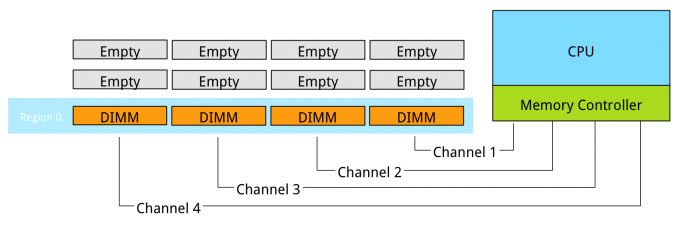 Empty Empty Empty Empty
CPU
Empty Empty Empty Empty
Memory Controller
Region 0 DIMM DIMM DIMM DIMM
Channel 1
Channel 2
Channel 3
Channel 4